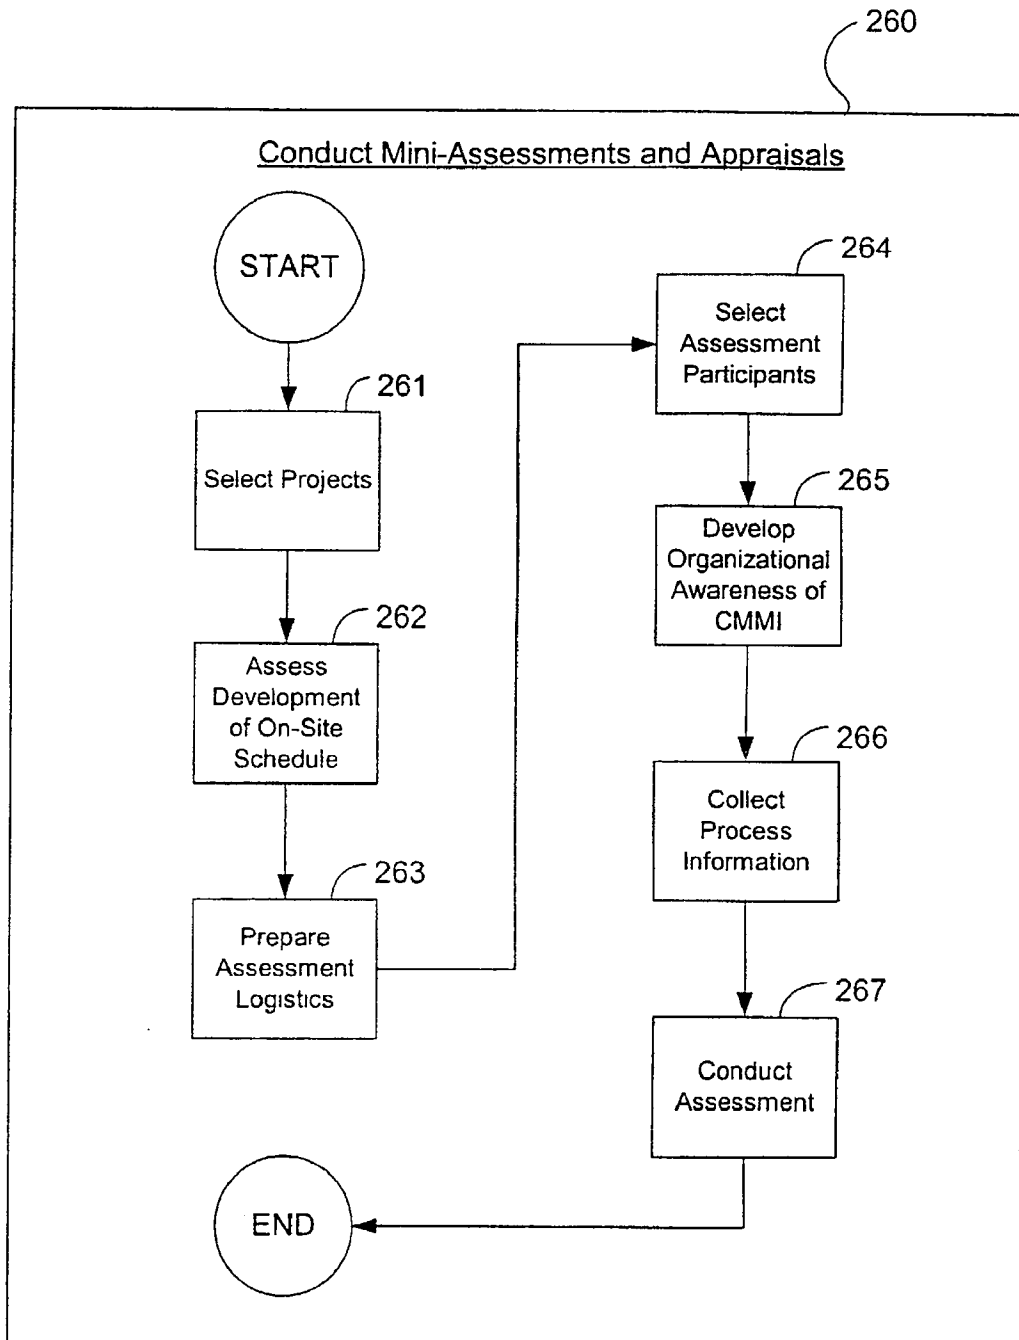 260
Conduct Mini-Assessments and Appraisals
START
261
Select Projects
262
Assess
Development
of On-Site
Schedule
263
Prepare
Assessment
Logistics
264
Select
Assessment
Participants
265
Develop
Organizational
Awareness of
CMMI
266
Collect
Process
Information
267
Conduct
Assessment
END